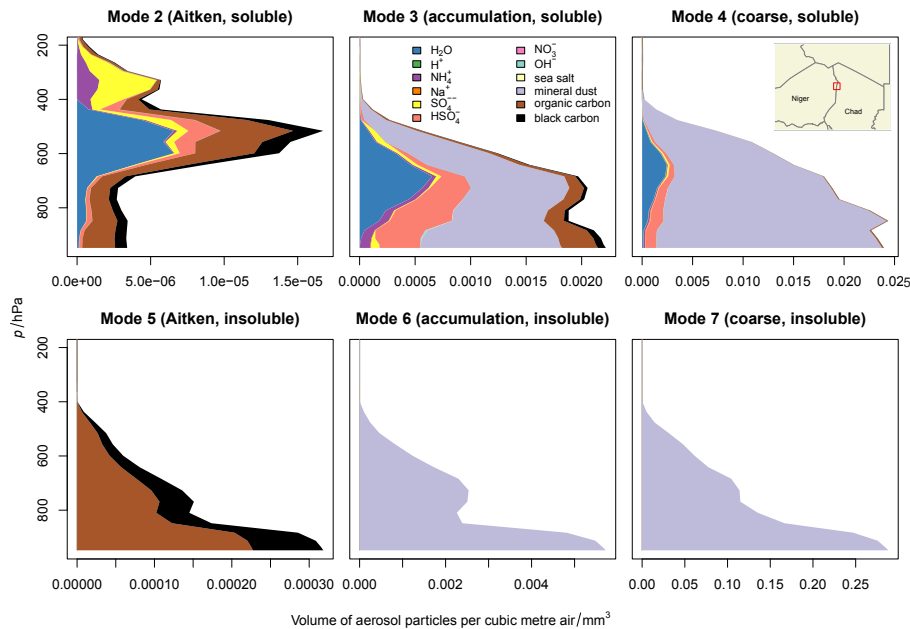 Mode 2 (Aitken, soluble)
Mode 3 (accumulation, soluble)
Mode 4 (coarse, soluble)
200
400
600
800
H₂O
H⁺
NH₄⁺
Na⁺
SO₄⁻⁻
HSO₄⁻
NO₃⁻
OH⁻
sea salt
mineral dust
organic carbon
black carbon
Niger
Chad
0.0e+00 5.0e−06 1.0e−05 1.5e−05
0.0000 0.0005 0.0010 0.0015 0.0020
0.000 0.005 0.010 0.015 0.020 0.025
p/hPa
Mode 5 (Aitken, insoluble)
Mode 6 (accumulation, insoluble)
Mode 7 (coarse, insoluble)
200
400
600
800
0.00000 0.00010 0.00020 0.00030
0.000 0.002 0.004
0.00 0.05 0.10 0.15 0.20 0.25
Volume of aerosol particles per cubic metre air/mm³